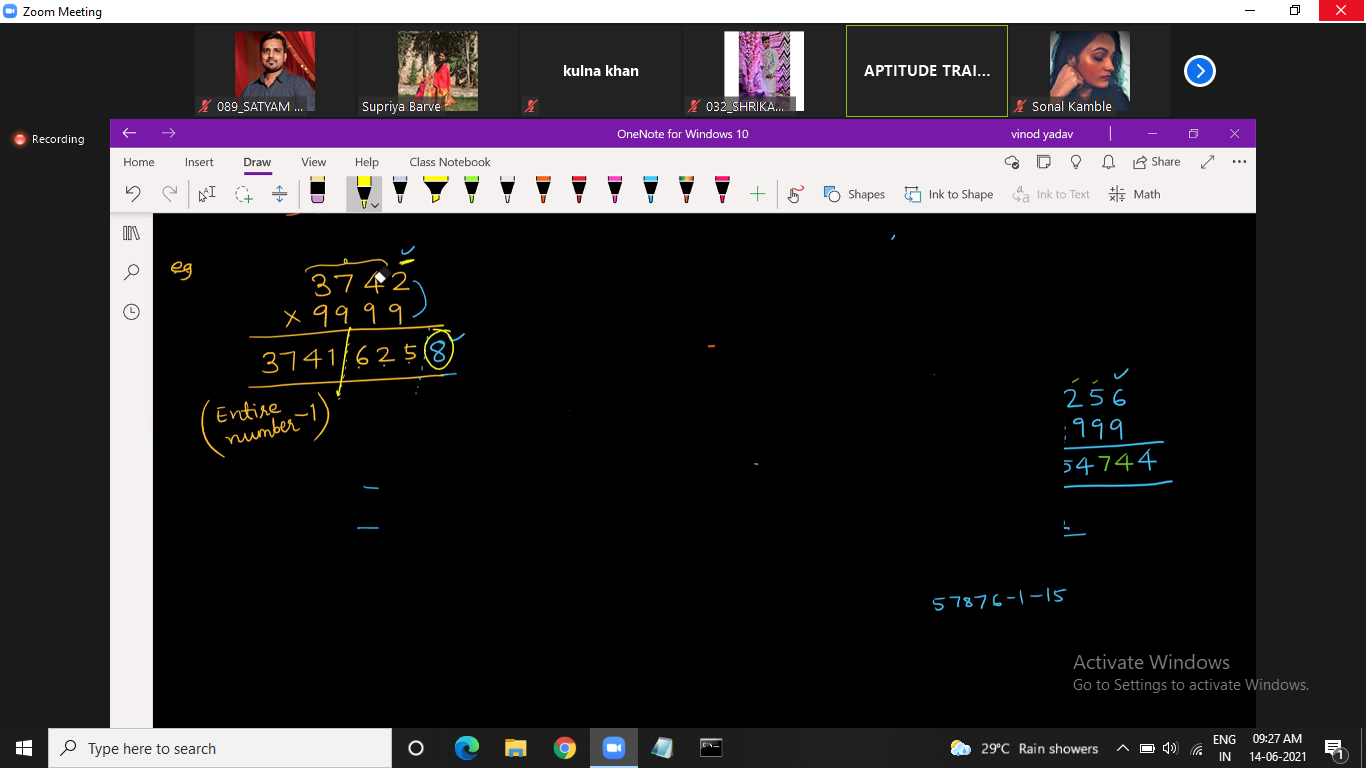 Zoom Meeting
089_SATYAM ...
Supriya Barve
kulna khan
032_SHRIKA...
APTITUDE TRAI...
Sonal Kamble
Recording
OneNote for Windows 10
vinod yadav
Home Insert Draw View Help Class Notebook
Share
Shapes
Ink to Shape
Ink to Text
Math
eg
3742
× 9999
3741 6258
(Entire
number-1)
256
999
54744
57876-1-15
Activate Windows
Go to Settings to activate Windows.
Type here to search
29°C Rain showers
ENG
IN
09:27 AM
14-06-2021
1